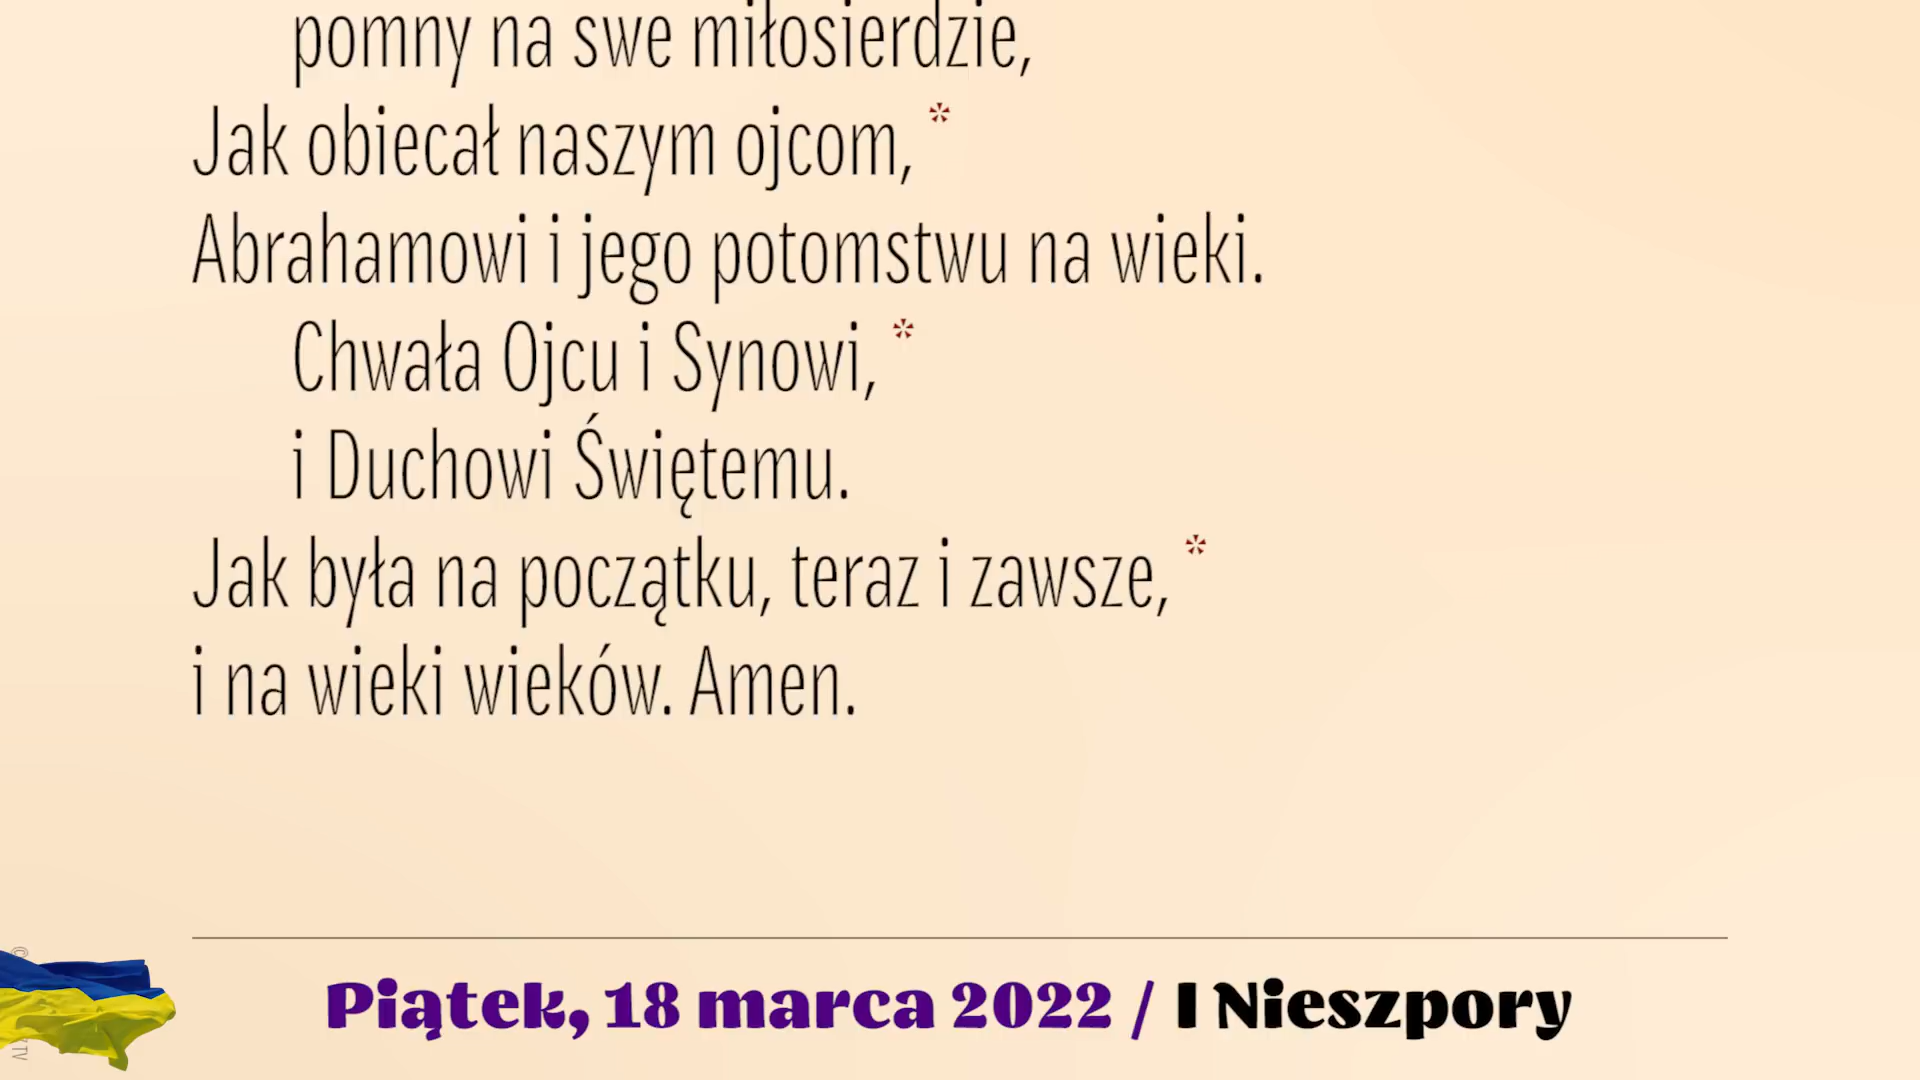 pomny na swe miłosierdzie,
Jak obiecał naszym ojcom, *
Abrahamowi i jego potomstwu na wieki.
Chwała Ojcu i Synowi, *
i Duchowi Świętemu.
Jak była na początku, teraz i zawsze, *
i na wieki wieków. Amen.
Piątek, 18 marca 2022 / I Nieszpory